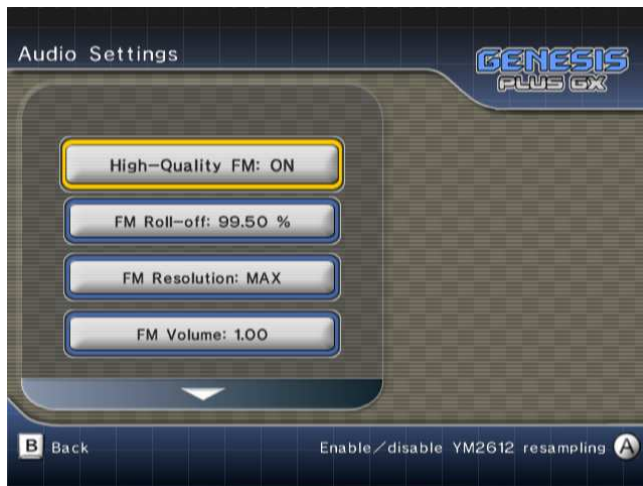 Audio Settings
GENESIS
PLUS GX
High-Quality FM: ON
FM Roll-off: 99.50 %
FM Resolution: MAX
FM Volume: 1.00
B Back
Enable/disable YM2612 resampling A